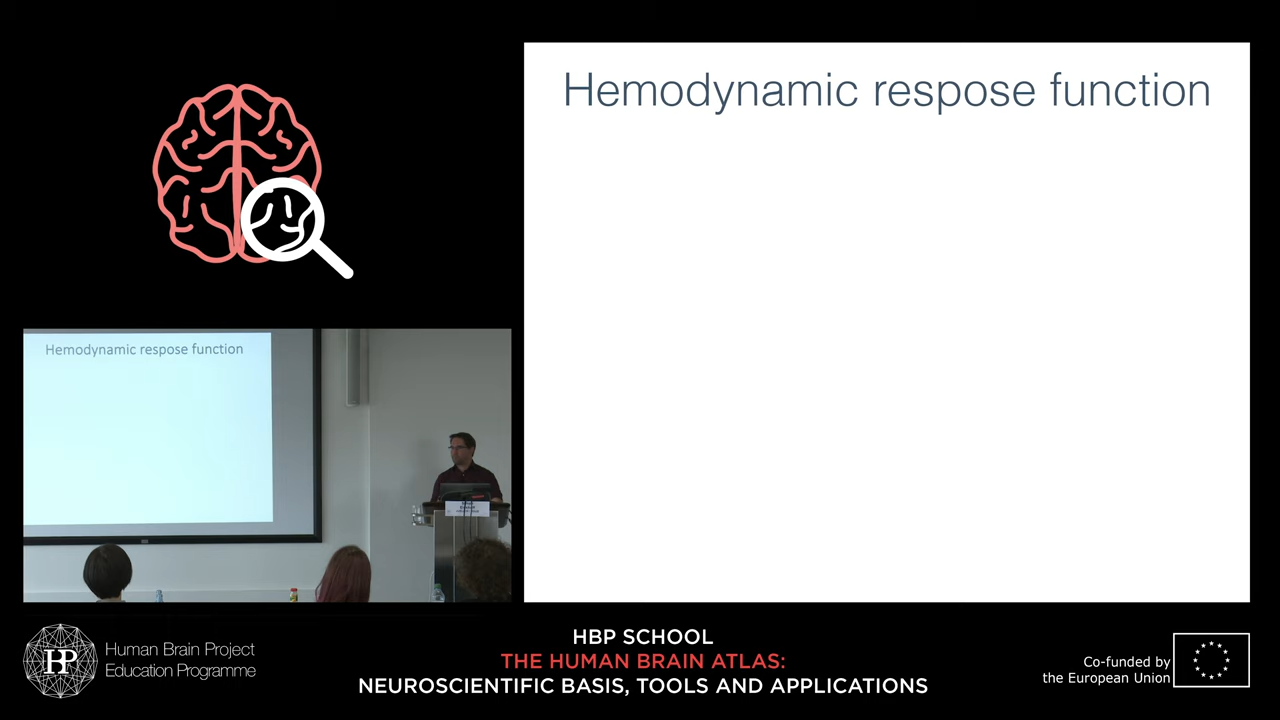 Hemodynamic respose function
Hemodynamic respose function
HBP
Human Brain Project
Education Programme
HBP SCHOOL
THE HUMAN BRAIN ATLAS:
NEUROSCIENTIFIC BASIS, TOOLS AND APPLICATIONS
Co-funded by
the European Union